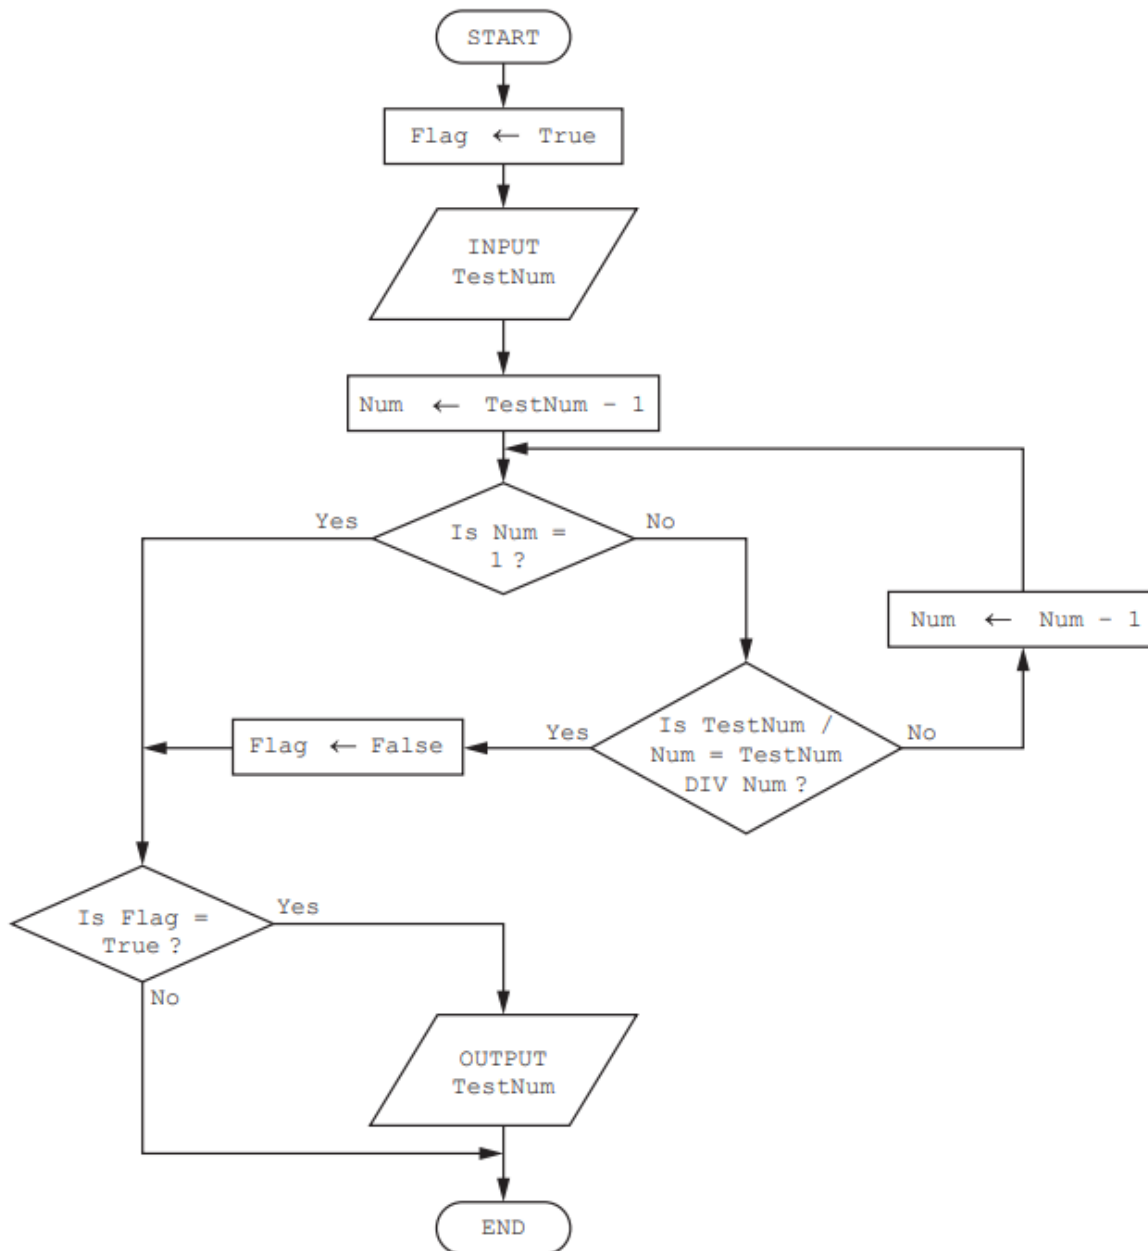 START
Flag ← True
INPUT
TestNum
Num ← TestNum - 1
Yes
Is Num =
1 ?
No
Num ← Num - 1
Flag ← False
Yes
Is TestNum /
Num = TestNum
DIV Num ?
No
Is Flag =
True ?
Yes
No
OUTPUT
TestNum
END